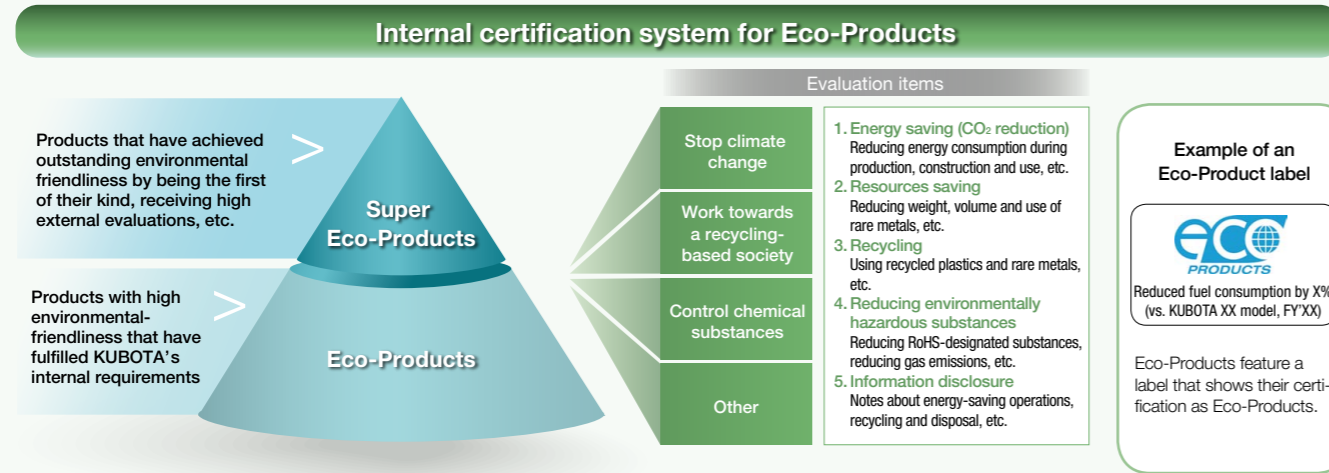 Internal certification system for Eco-Products
Products that have achieved
outstanding environmental
friendliness by being the first
of their kind, receiving high
external evaluations, etc.
Products with high
environmental-
friendliness that have
fulfilled KUBOTA's
internal requirements
Super
Eco-Products
Eco-Products
Evaluation items
Stop climate
change
Work towards
a recycling-
based society
Control chemical
substances
Other
1. Energy saving (CO₂ reduction)
Reducing energy consumption during
production, construction and use, etc.
2. Resources saving
Reducing weight, volume and use of
rare metals, etc.
3. Recycling
Using recycled plastics and rare metals,
etc.
4. Reducing environmentally
hazardous substances
Reducing RoHS-designated substances,
reducing gas emissions, etc.
5. Information disclosure
Notes about energy-saving operations,
recycling and disposal, etc.
Example of an
Eco-Product label
eco
PRODUCTS
Reduced fuel consumption by X%
(vs. KUBOTA XX model, FY'XX)
Eco-Products feature a
label that shows their certi-
fication as Eco-Products.